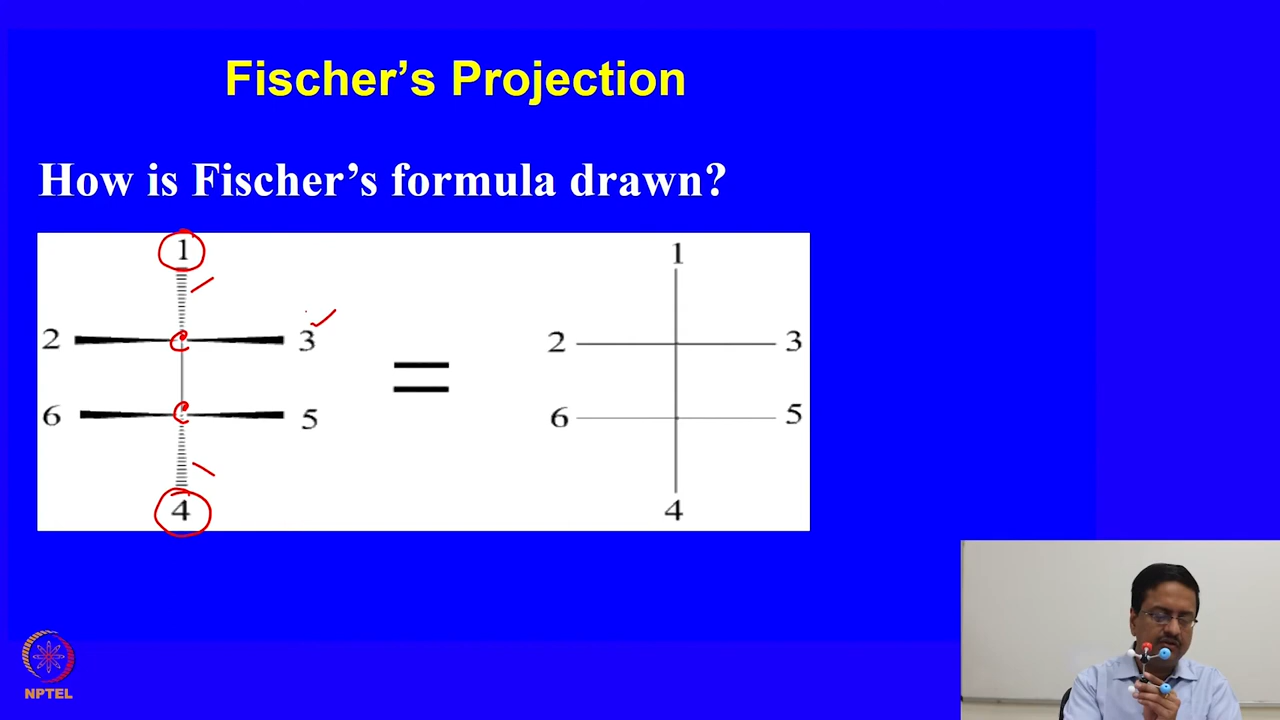 Fischer's Projection
How is Fischer's formula drawn?
1
2 C 3
6 C 5
4
=
1
2 3
6 5
4
NPTEL